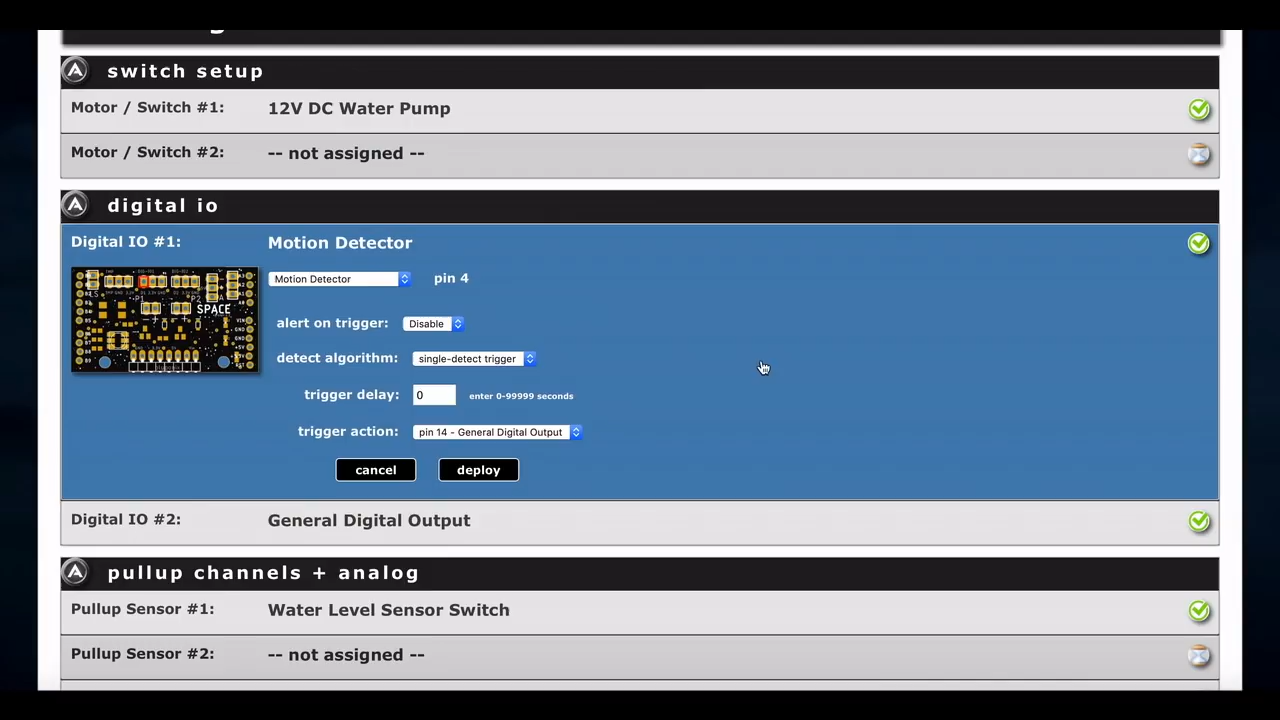 switch setup
Motor / Switch #1: 12V DC Water Pump
Motor / Switch #2: -- not assigned --
digital io
Digital IO #1: Motion Detector
Motion Detector pin 4
SPACE
P1
P2
alert on trigger: Disable
detect algorithm: single-detect trigger
trigger delay: 0 enter 0-99999 seconds
trigger action: pin 14 - General Digital Output
cancel deploy
Digital IO #2: General Digital Output
pullup channels + analog
Pullup Sensor #1: Water Level Sensor Switch
Pullup Sensor #2: -- not assigned --